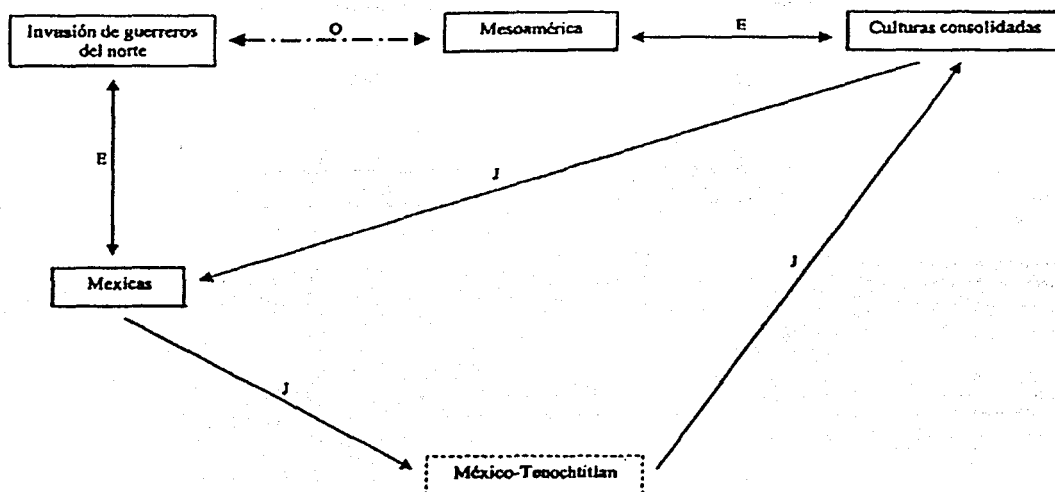 Invasión de guerreros
del norte
O
Mesoamérica
E
Culturas consolidadas
E
J
J
Mexicas
J
México-Tenochtitlan